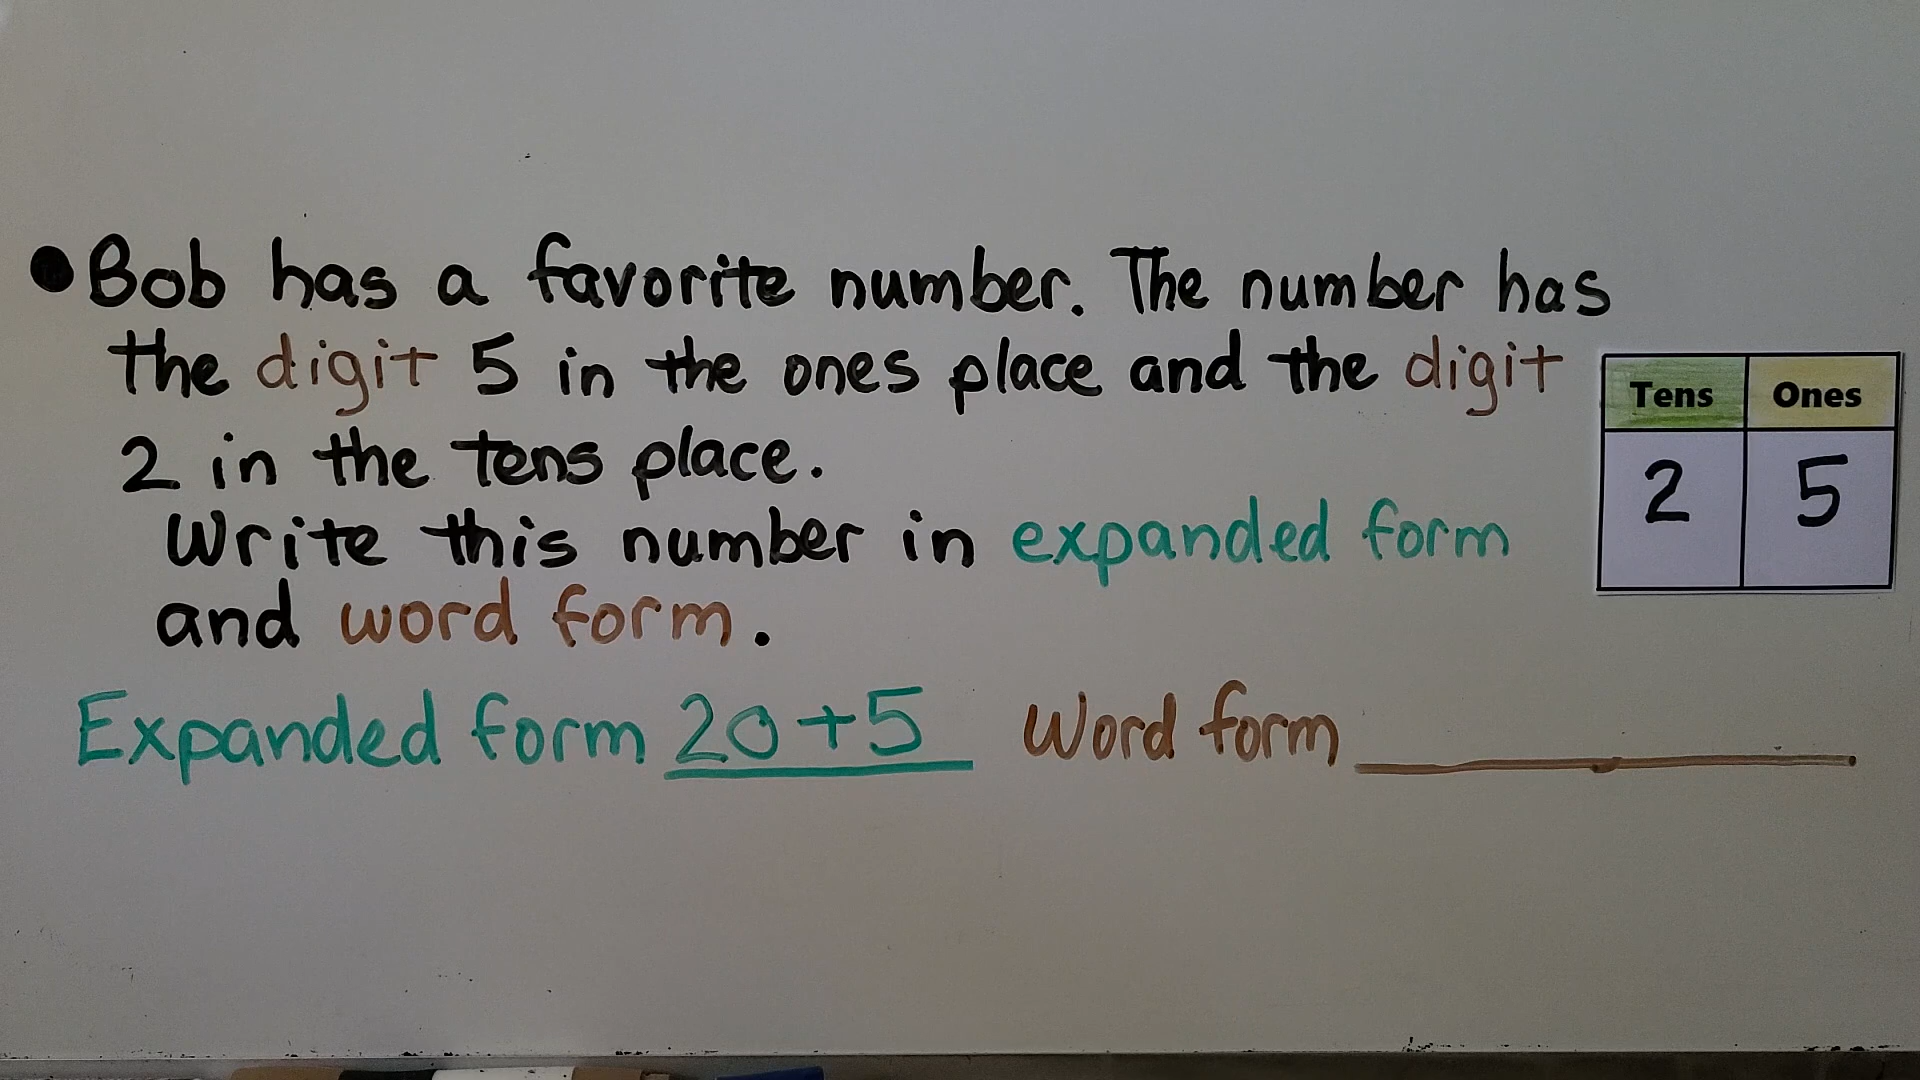 •Bob has a favorite number. The number has
the digit 5 in the ones place and the digit
2 in the tens place.
Write this number in expanded form
and word form.
Tens Ones
2 5
Expanded form 20+5 Word form